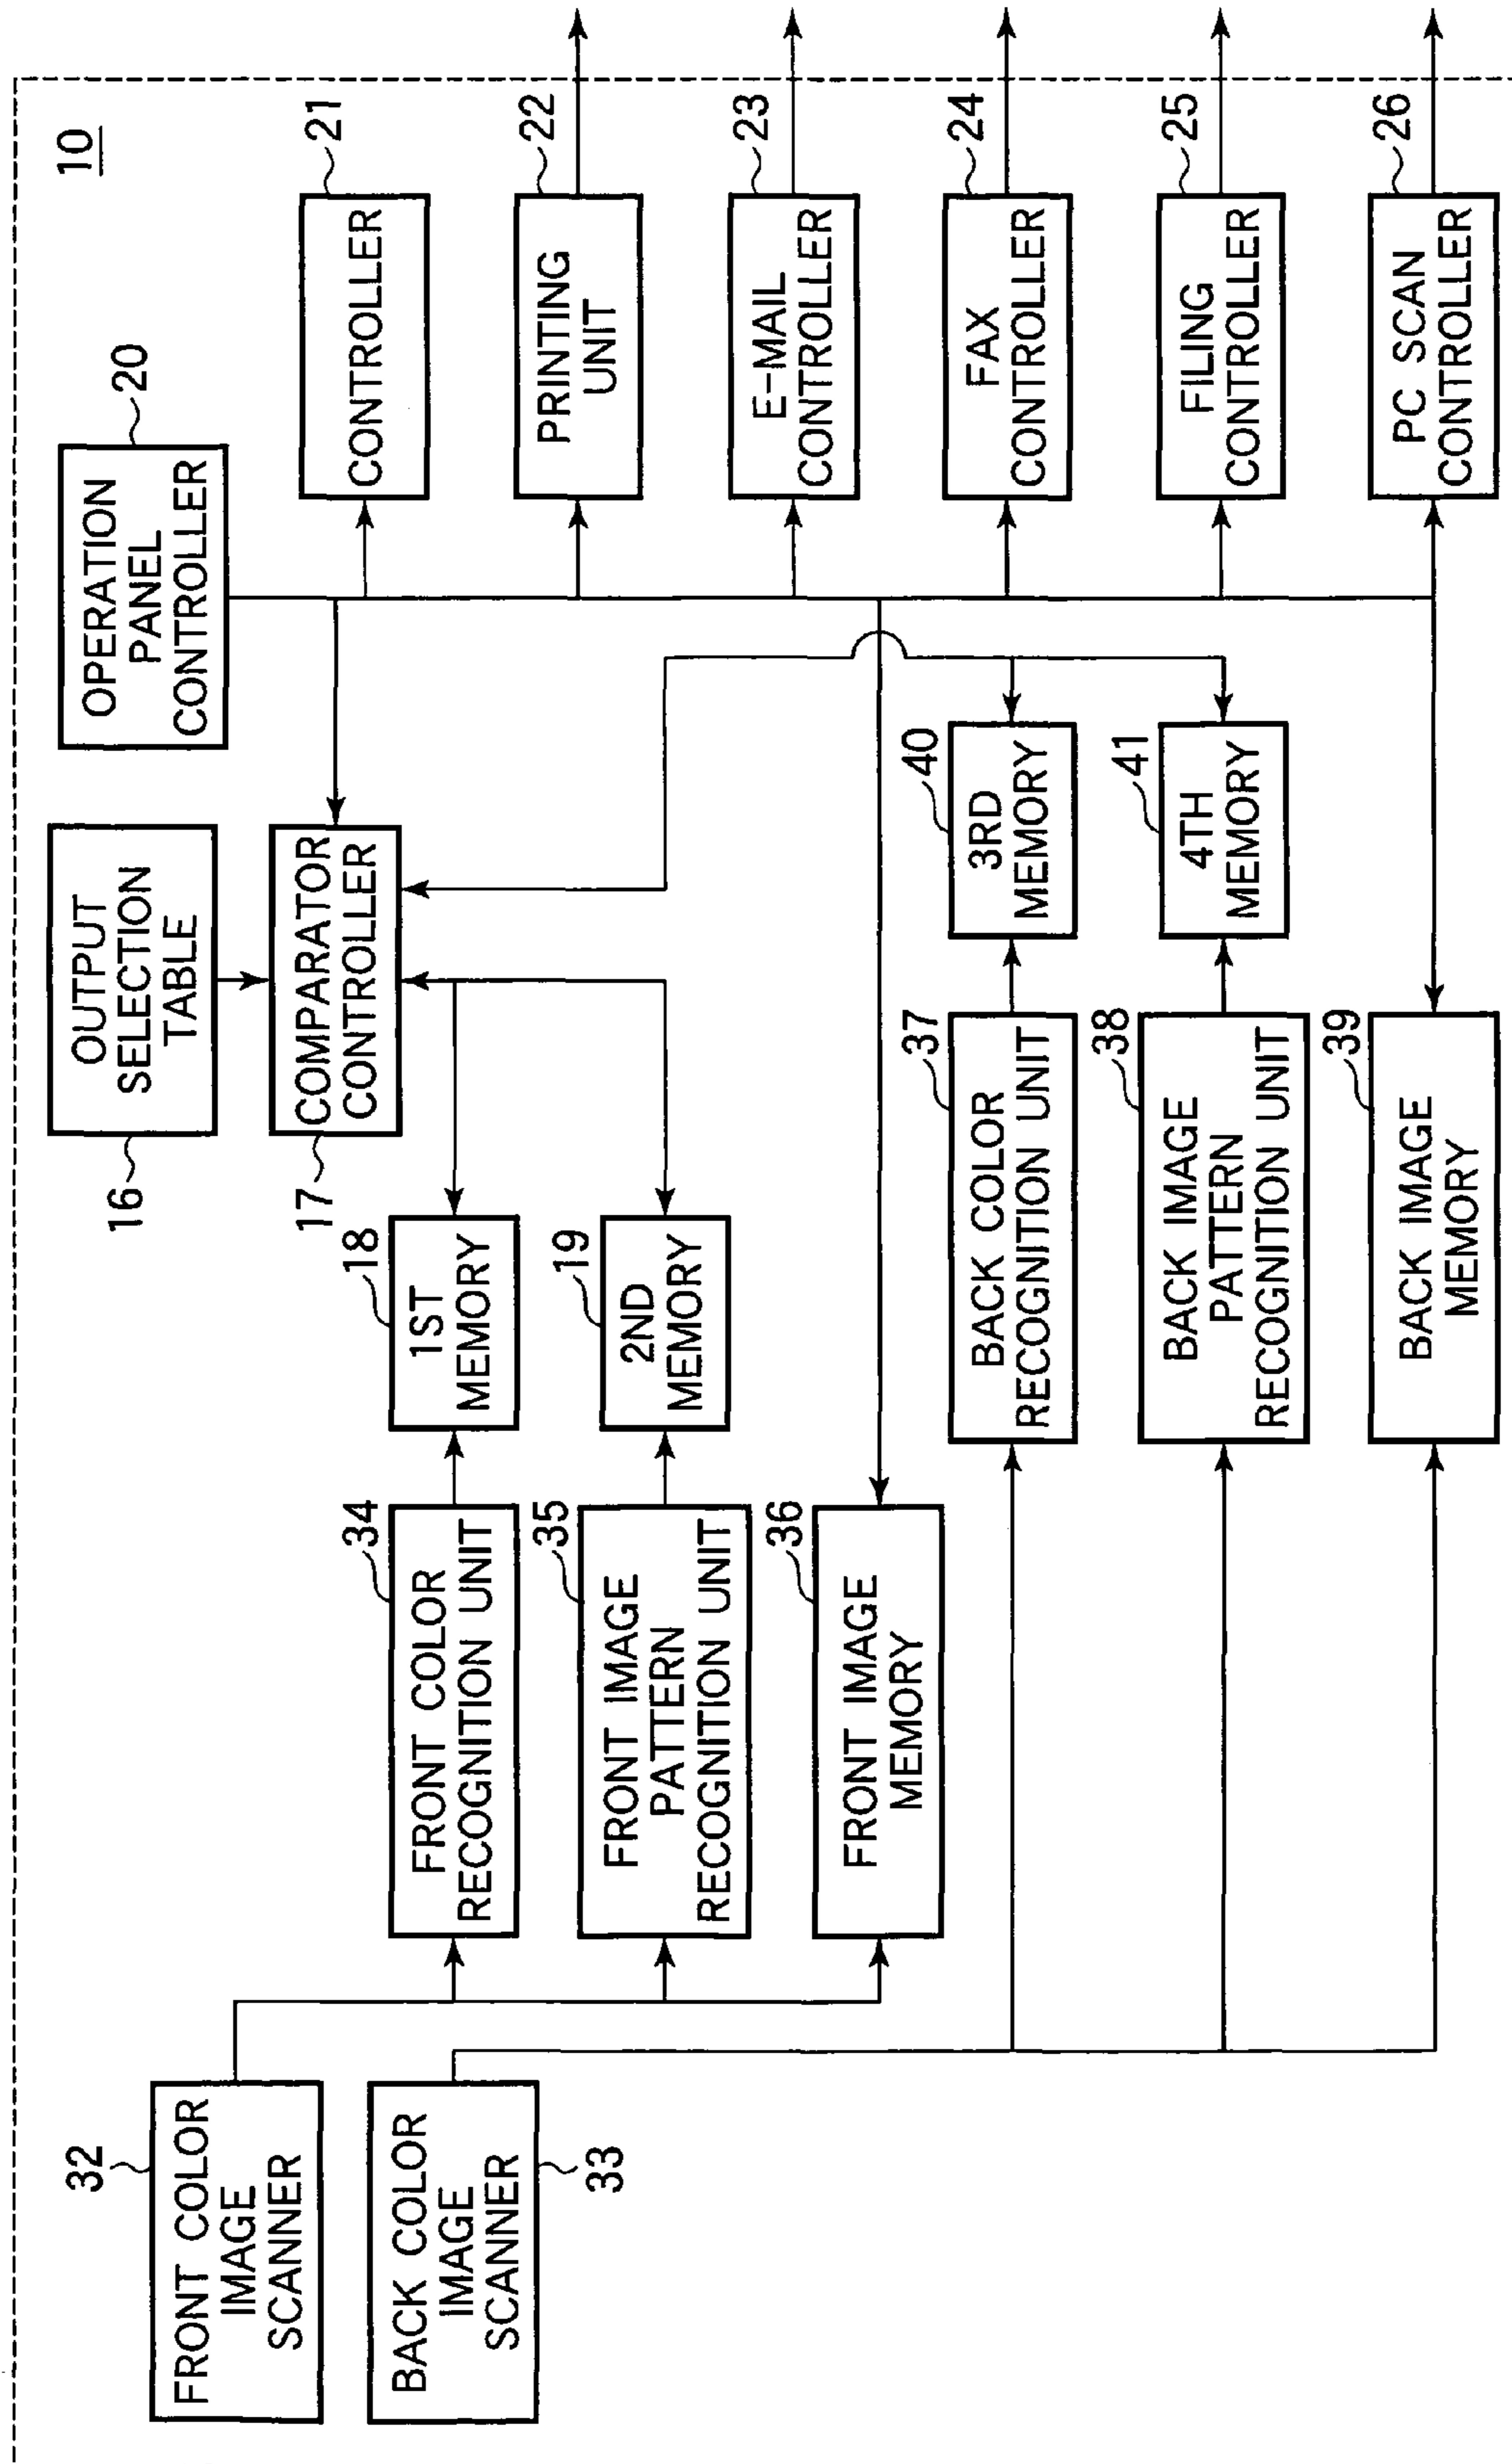 10
32
FRONT COLOR
IMAGE
SCANNER
BACK COLOR
IMAGE
SCANNER
33
34
FRONT COLOR
RECOGNITION UNIT
35
FRONT IMAGE
PATTERN
RECOGNITION UNIT
36
FRONT IMAGE
MEMORY
18
1ST
MEMORY
19
2ND
MEMORY
16
OUTPUT
SELECTION
TABLE
17
COMPARATOR
CONTROLLER
37
BACK COLOR
RECOGNITION UNIT
38
BACK IMAGE
PATTERN
RECOGNITION UNIT
39
BACK IMAGE
MEMORY
40
3RD
MEMORY
41
4TH
MEMORY
20
OPERATION
PANEL
CONTROLLER
21
CONTROLLER
22
PRINTING
UNIT
23
E-MAIL
CONTROLLER
24
FAX
CONTROLLER
25
FILING
CONTROLLER
26
PC SCAN
CONTROLLER